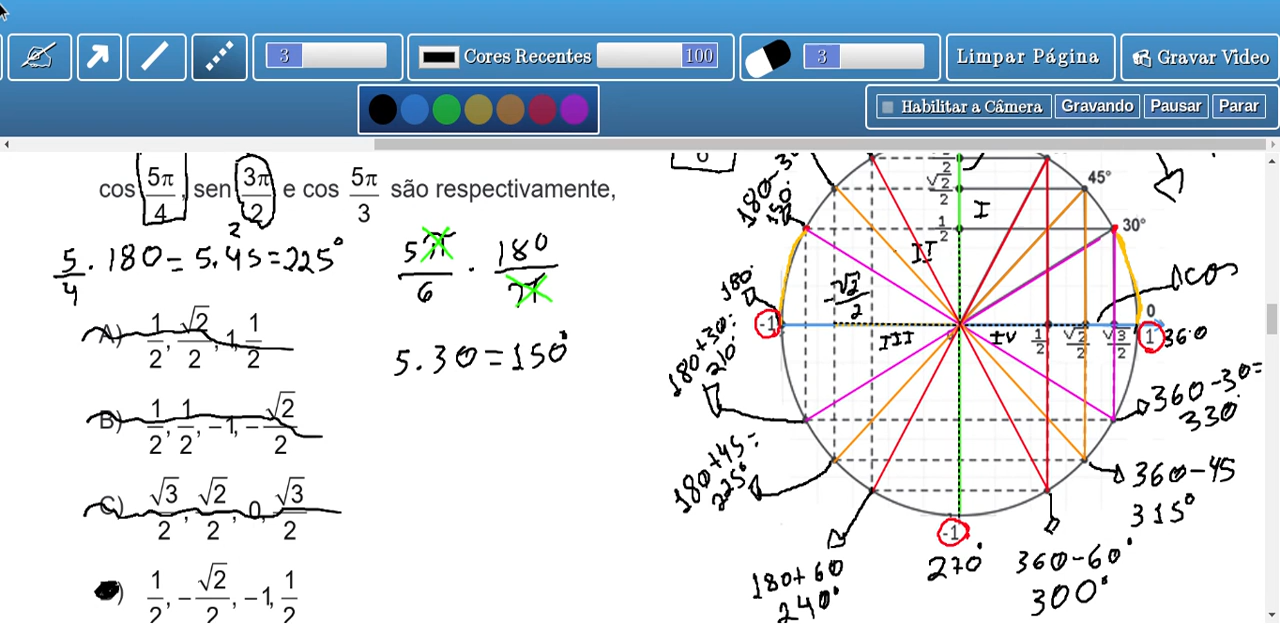 3 Cores Recentes 100 3 Limpar Página Gravar Video
Habilitar a Câmera Gravando Pausar Parar
cos 5π/4, sen 3π/2 e cos 5π/3 são respectivamente,
5/4 . 180 = 5.45 = 225°
5π/6 . 180/π
5.30 = 150°
A) 1/2, √2/2, 1, 1/2
B) 1/2, 1/2, -1, -√2/2
C) √3/2, √2/2, 0, √3/2
) 1/2, -√2/2, -1, 1/2
√2/2
45°
I
1/2
30°
150
II
cos
180°
-√2/2
0
-1
III
IV
1/2 √2/2 √3/2
1 360
180+30=
210°
360-30=
330°
180+45=
225°
360-45
315°
-1
270°
360-60°
300°
180+60
240°